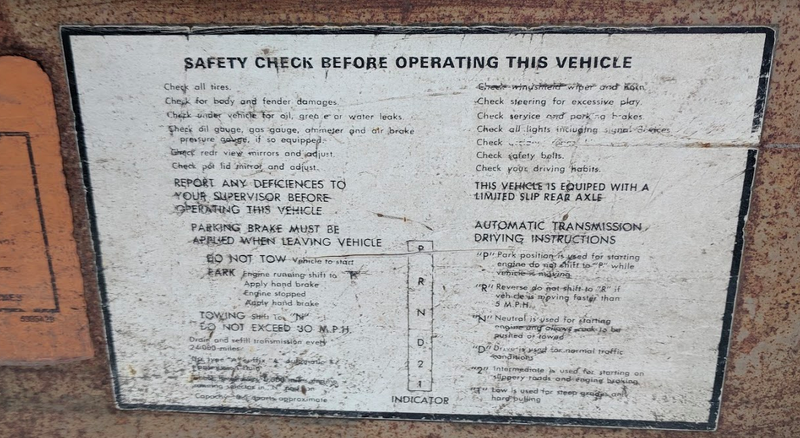 SAFETY CHECK BEFORE OPERATING THIS VEHICLE
Check all tires.
Check for body and fender damages.
Check under vehicle for oil, grease or water leaks.
Check oil gauge, gas gauge, ammeter and air brake
pressure gauge, if so equipped.
Check rear view mirrors and adjust.
Check pot lid mirror and adjust.
REPORT ANY DEFICIENCES TO
YOUR SUPERVISOR BEFORE
OPERATING THIS VEHICLE
PARKING BRAKE MUST BE
APPLIED WHEN LEAVING VEHICLE
DO NOT TOW Vehicle to start
PARK Engine running shift to
Apply hand brake
Engine stopped
Apply hand brake
TOWING Shift To "N"
DO NOT EXCEED 30 M.P.H.
Drain and refill transmission every
24000 miles
Capacity approximate
P
R
N
D
2
1
INDICATOR
Check windshield wiper and horn.
Check steering for excessive play.
Check service and parking brakes.
Check all lights including signal devices.
Check
Check safety belts.
Check your driving habits.
THIS VEHICLE IS EQUIPED WITH A
LIMITED SLIP REAR AXLE
AUTOMATIC TRANSMISSION
DRIVING INSTRUCTIONS
"P" Park position is used for starting
engine do not shift to "P" while
vehicle is moving
"R" Reverse do not shift to "R" if
vehicle is moving faster than
5 M.P.H.
"N" Neutral is used for starting
engine and allows truck to be
pushed or towed
"D" Drive is used for normal traffic
conditions
"2" Intermediate is used for starting on
slippery roads and engine braking
"1" Low is used for steep grades and
hard pulling